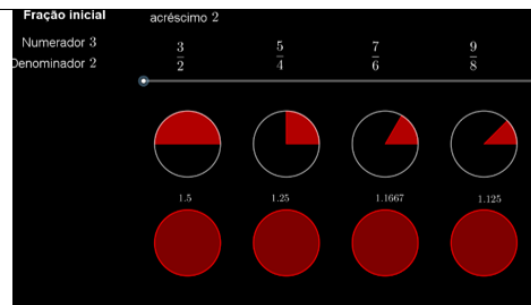 Fração inicial
acréscimo 2
Numerador 3
Denominador 2
3/2 5/4 7/6 9/8
1.5 1.25 1.1667 1.125